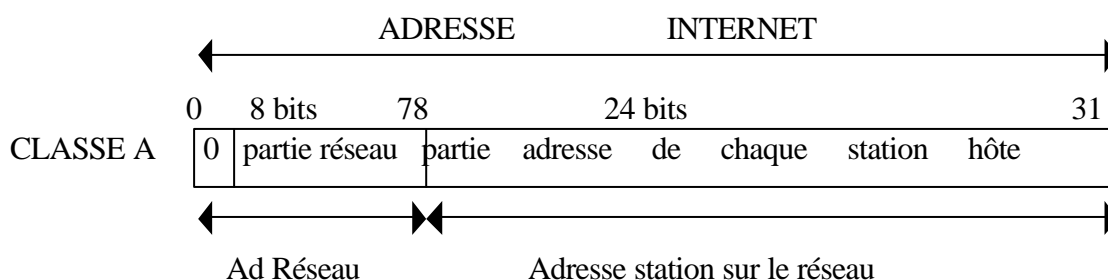 ADRESSE INTERNET
0 8 bits 78 24 bits 31
CLASSE A 0 partie réseau partie adresse de chaque station hôte
Ad Réseau Adresse station sur le réseau